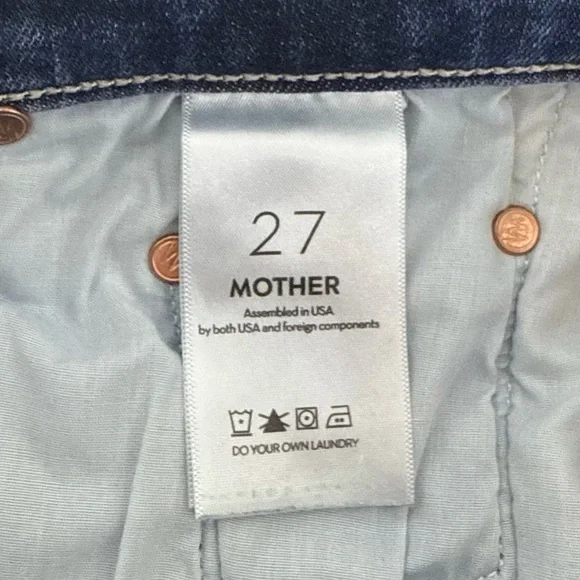 27
MOTHER
Assembled in USA
by both USA and foreign components
DO YOUR OWN LAUNDRY